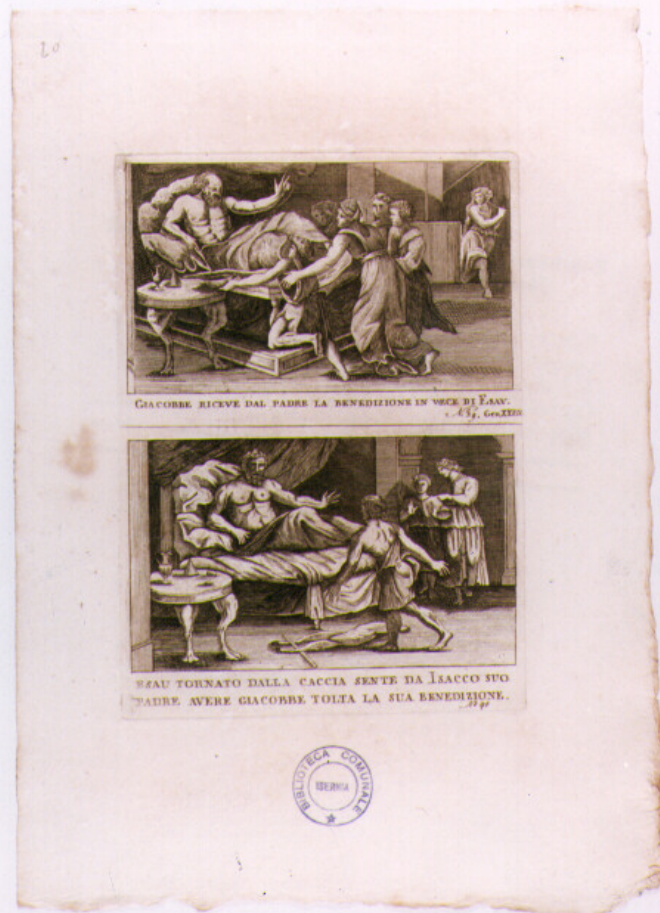 20
GIACOBBE RICEVE DAL PADRE LA BENEDIZIONE IN VECE DI ESAU.
N 39. Gen. XXVII
ESAU TORNATO DALLA CACCIA SENTE DA ISACCO SUO
PADRE AVERE GIACOBBE TOLTA LA SUA BENEDIZIONE.
N 40
BIBLIOTECA COMUNALE
ISERNIA